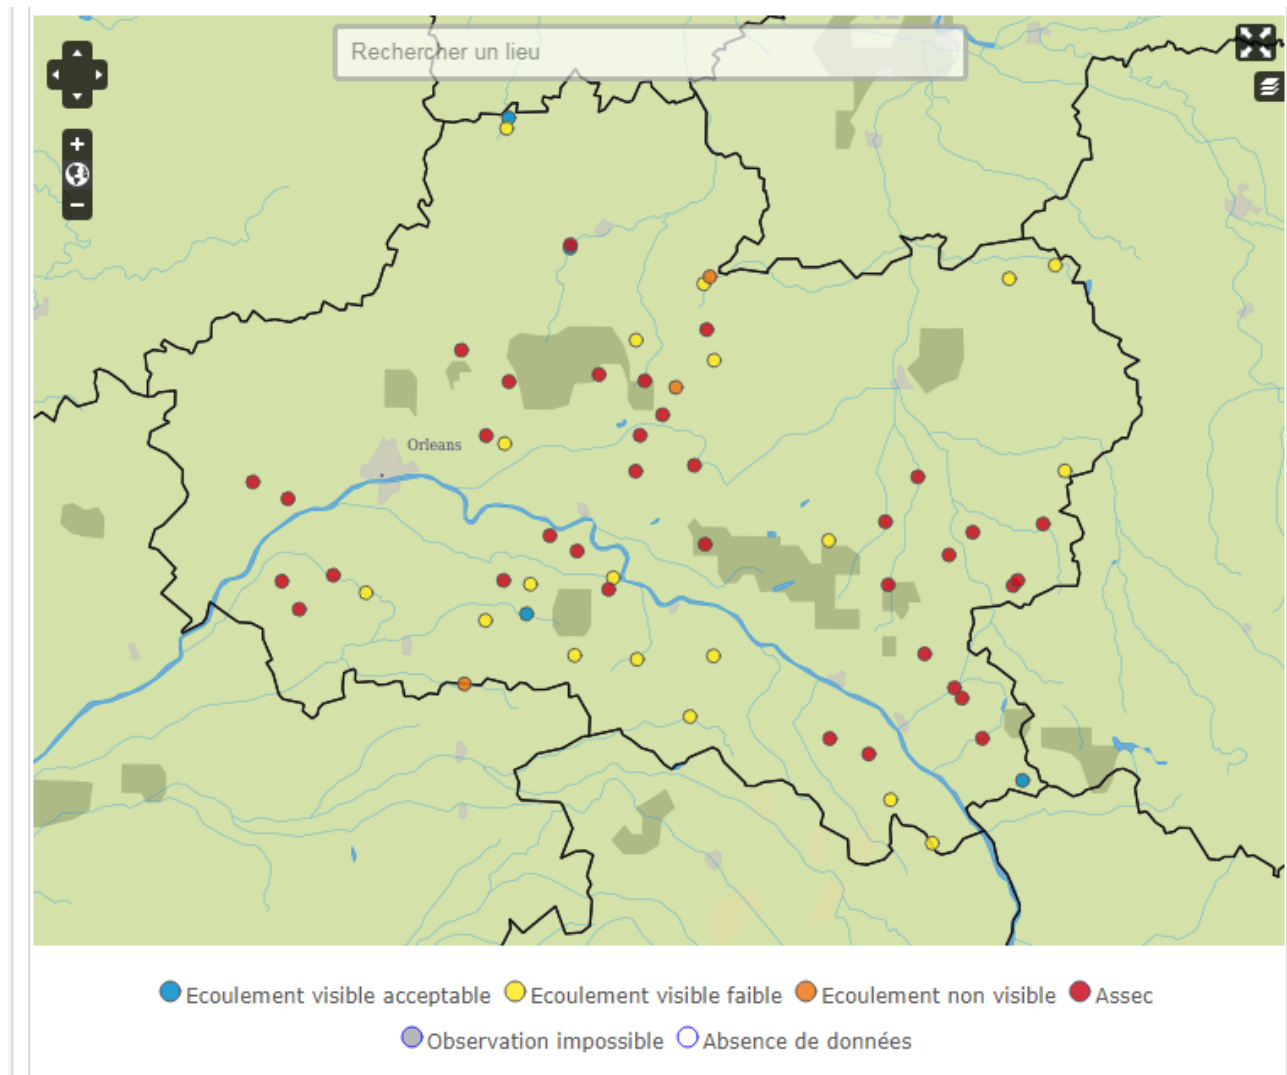 Rechercher un lieu
Orleans
Ecoulement visible acceptable Ecoulement visible faible Ecoulement non visible Assec
Observation impossible Absence de données